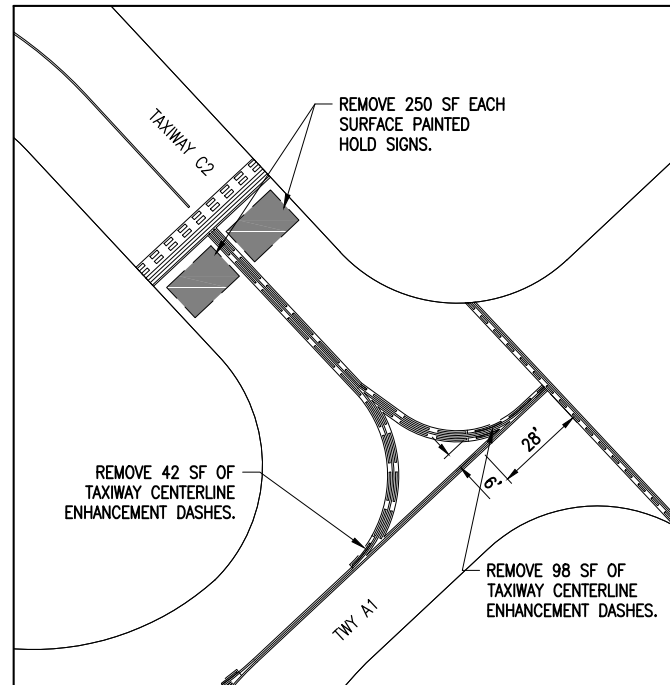 REMOVE 250 SF EACH
SURFACE PAINTED
HOLD SIGNS.
TAXIWAY C2
28'
6'
REMOVE 42 SF OF
TAXIWAY CENTERLINE
ENHANCEMENT DASHES.
REMOVE 98 SF OF
TAXIWAY CENTERLINE
ENHANCEMENT DASHES.
TWY A1